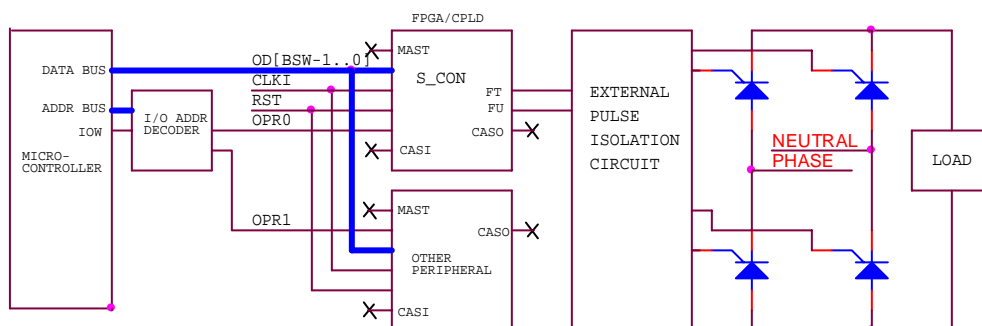 FPGA/CPLD
MAST
OD[BSW-1..0]
DATA BUS
S_CON
CLKI
FT
EXTERNAL
ADDR BUS
RST
FU
PULSE
I/O ADDR
DECODER
IOW
OPR0
CASO
ISOLATION
NEUTRAL
MICRO-
CONTROLLER
CASI
CIRCUIT
PHASE
LOAD
MAST
OPR1
CASO
OTHER
PERIPHERAL
CASI